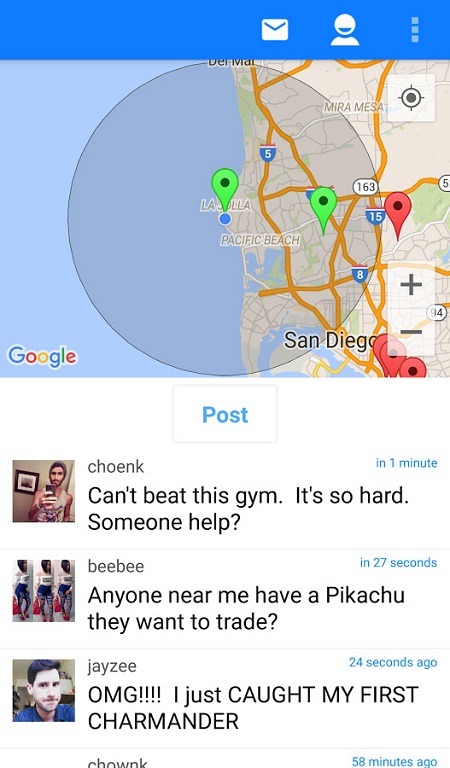 Del Mar
MIRA MESA
5
163
52
LA JOLLA
15
PACIFIC BEACH
8
94
San Diego
Google
Post
choenk
in 1 minute
Can't beat this gym.  It's so hard.
Someone help?
beebee
in 27 seconds
Anyone near me have a Pikachu
they want to trade?
jayzee
24 seconds ago
OMG!!!!  I just CAUGHT MY FIRST
CHARMANDER
chownk
58 minutes ago